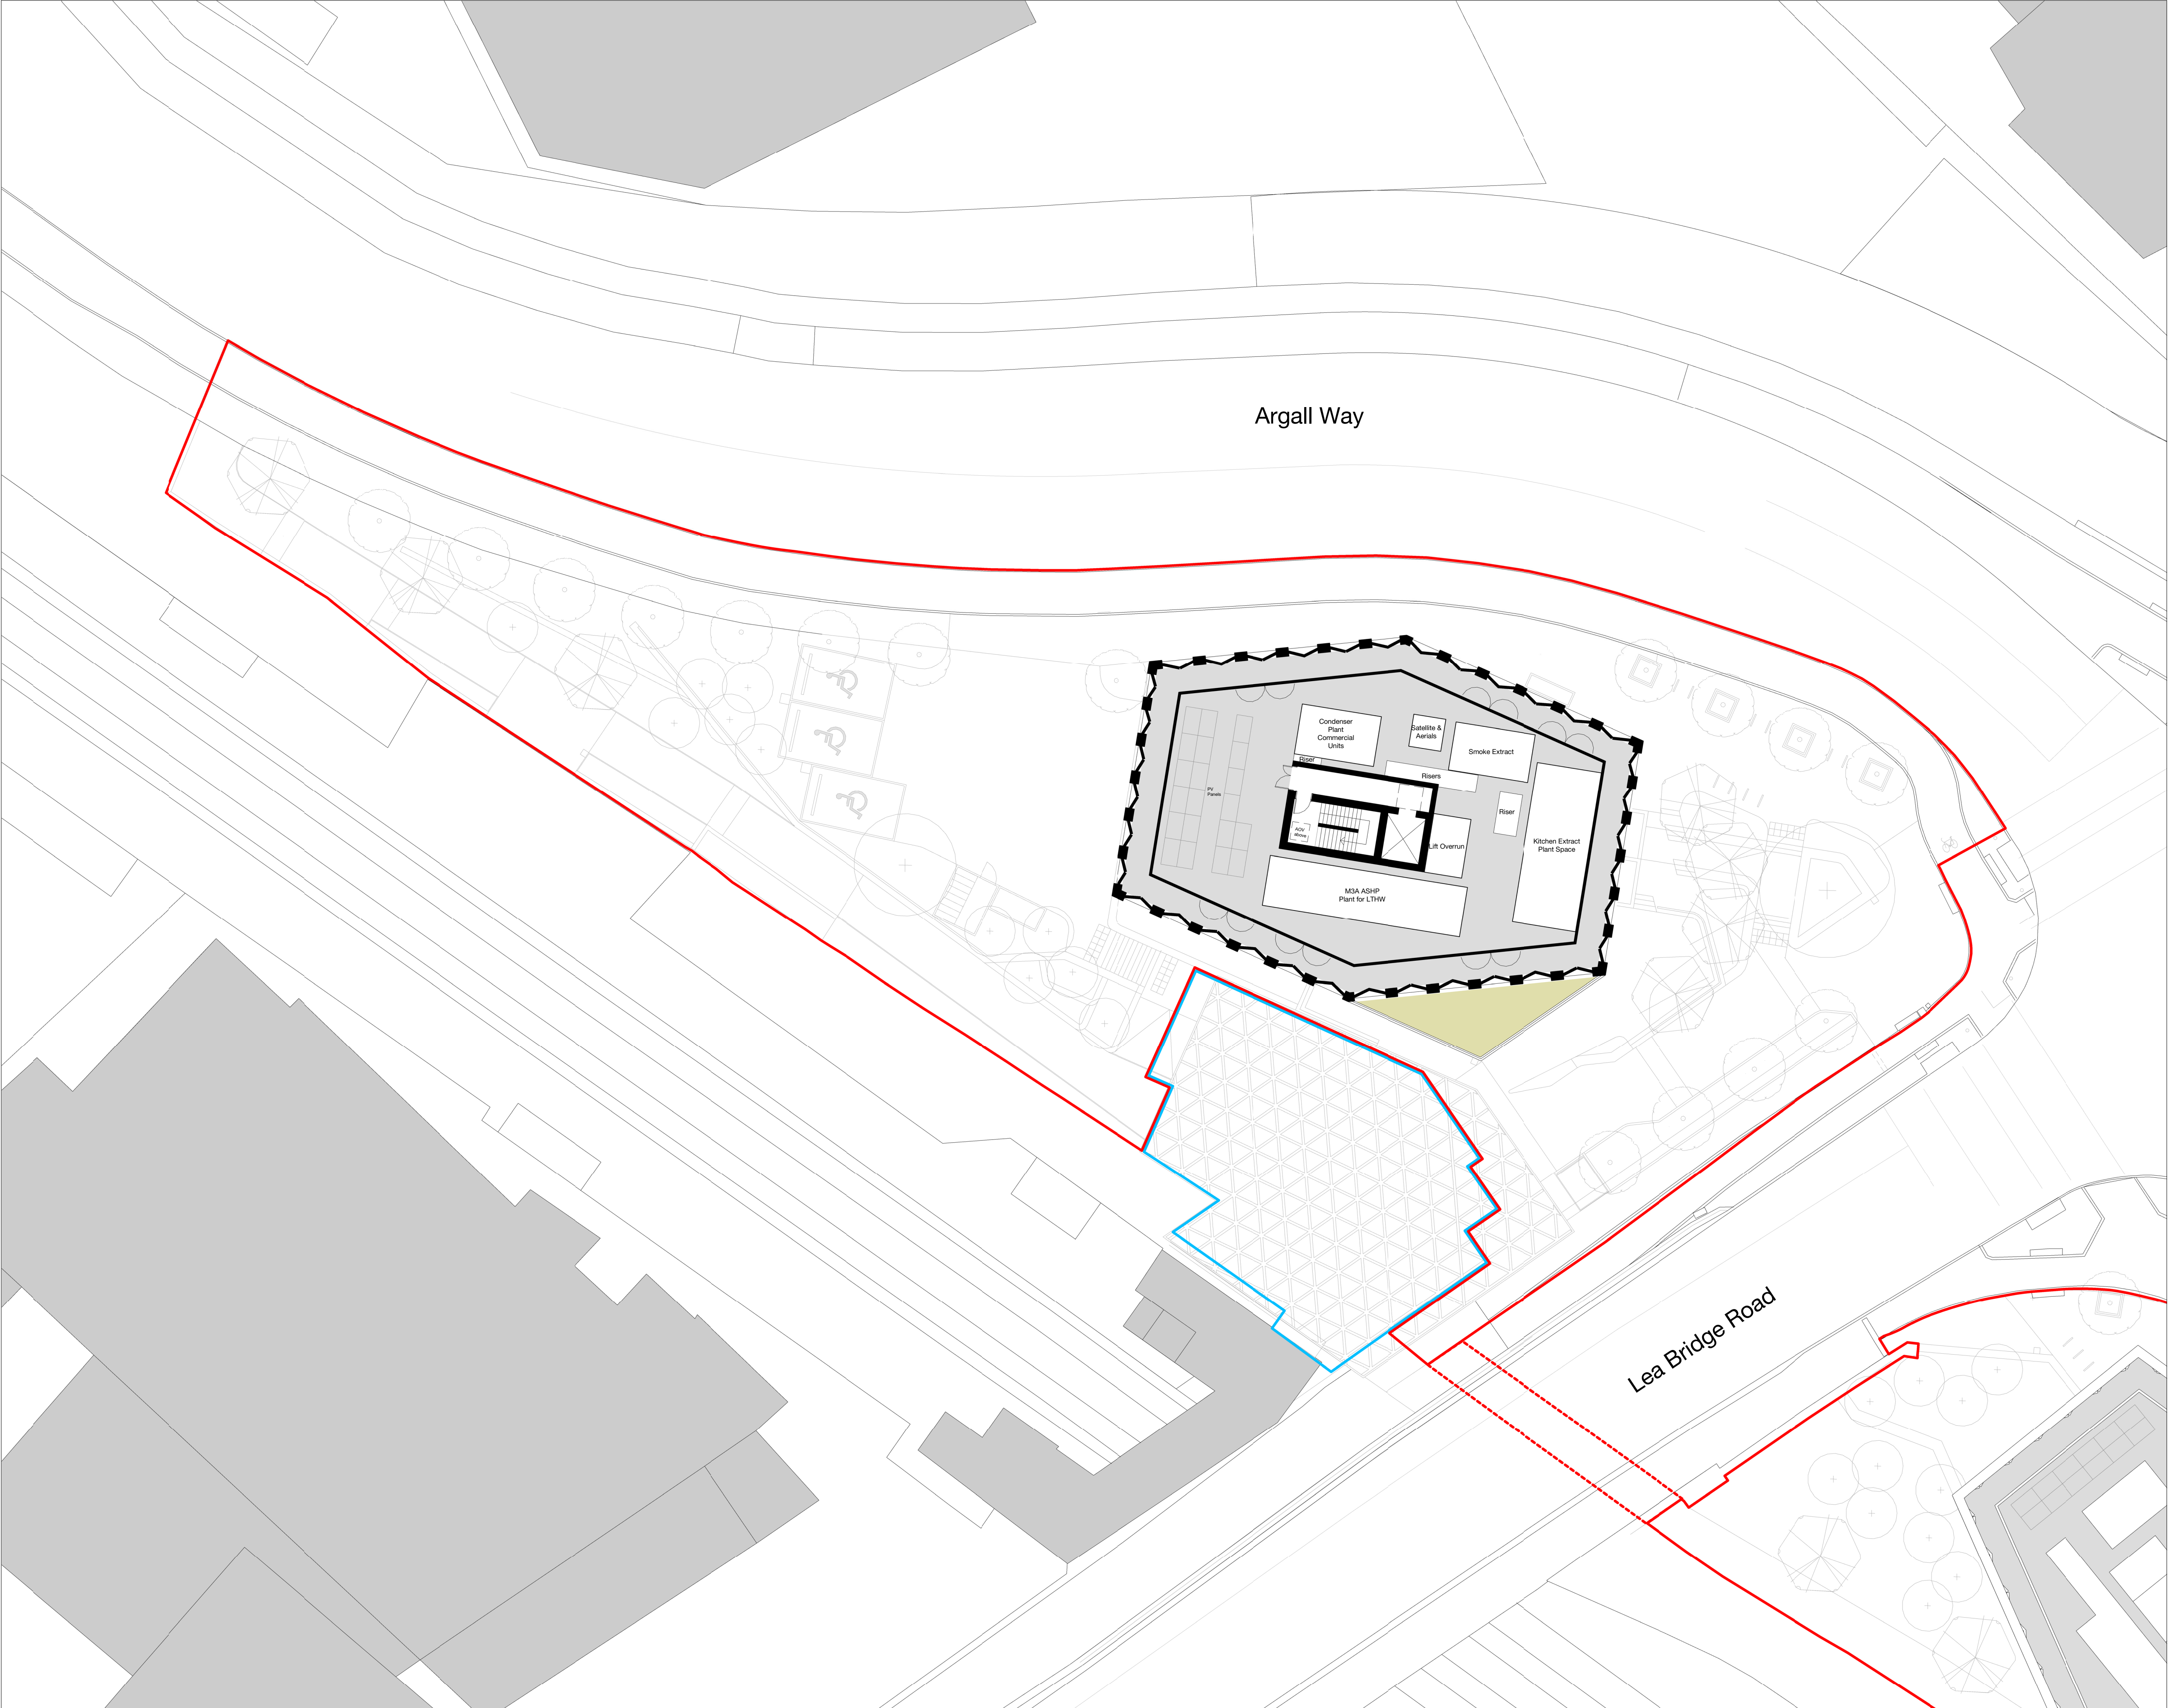 Argall Way
Condenser
Plant
Commercial
Units
Satellite &
Aerials
Smoke Extract
Riser
Risers
PV
Panels
Riser
AOV
above
Lift Overrun
Kitchen Extract
Plant Space
M3A ASHP
Plant for LTHW
Lea Bridge Road